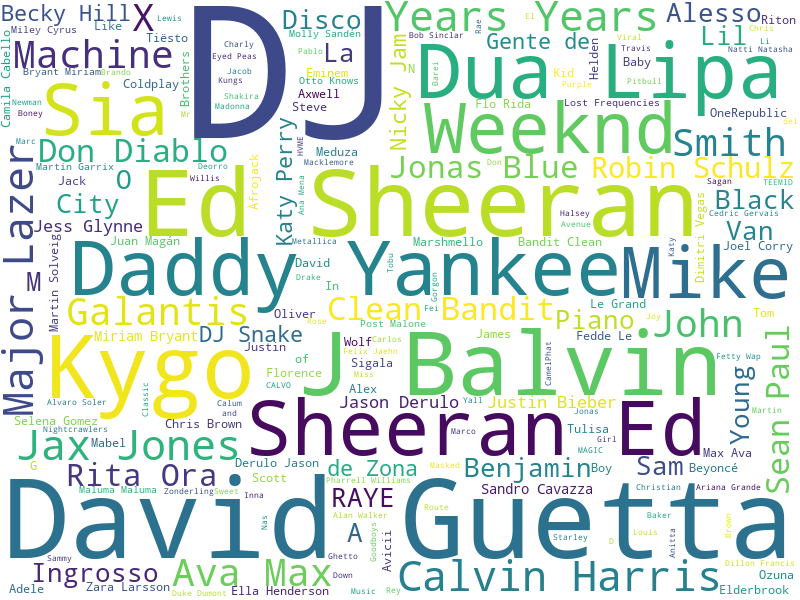 Becky Hill
X
DJ
Disco
Years Years
Alesso
Miley Cyrus
Like
Lewis
Molly Sandén
Rae
Bob Sinclar
El
Viral
Chris
Riton
Camila Cabello
Machine
Tiësto
Charly
Eyed Peas
La
Pablo
Gente de
Travis
Lil
Li
Natti Natasha
Bryant Miriam
Brando
Brothers
Jacob
Kungs
Otto Knows
Eminem
Nicky Jam
N
Barei
Dua Lipa
Helden
Kid
Purple
Baby
Pitbull
Coldplay
Sia
Shakira
Madonna
Axwell
Steve
Flo Rida
Lost Frequencies
OneRepublic
Newman
Boney
Mr
HVME
Macklemore
Weeknd
Smith
Marc
Don Diablo
Martin Garrix
Deorro
Willis
Katy Perry
Meduza
Jonas Blue
Don
Robin Schulz
Major Lazer
Jack
O
Afrojack
Ana Mena
Sagan
TEEMID
City
Ed Sheeran
Halsey
Avenue
Black
Cedric Gervais
Jess Glynne
Van
Juan Magán
Metallica
Marshmello
Bandit Clean
Katy
Dimitri Vegas
Joel Corry
Martin Solveig
M
Daddy Yankee
David
Drake
Tobu
Mike
In
Gorgon
Fei
Galantis
Oliver
Rose
Clean Bandit
Le Grand
Piano
Joy
John
Tom
Post Malone
Miriam Bryant
DJ Snake
Wolf
Carlos
James
Fedde Le
Kygo
Justin
Felix Jaehn
Sigala
of
Florence
Miss
J Balvin
CamelPhat
Fetty Wap
Sean Paul
CALVO
Alex
Alvaro Soler
Classic
Calum
and
Jason Derulo
Yall
Justin Bieber
Jonas
Young
Martin
Selena Gomez
Nightcrawlers
Chris Brown
Sheeran Ed
Marco
Tulisa
Girl
MAGIC
Jax Jones
Mabel
Max Ava
G
Rita Ora
Derulo Jason
de Zona
Masked
Benjamin
Boy
Sam
Beyoncé
Scott
Pharrell Williams
Maluma Maluma
Zonderling
Sweet
Inna
RAYE
Sandro Cavazza
Christian
Ariana Grande
David Guetta
Nas
Alan Walker
A
Goodboys
Avicii
Route
Starley
D
Baker
Louis
Anitta
Brown
Sammy
Ghetto
Dillon Francis
Adele
Ingrosso
Zara Larsson
Ava Max
Duke Dumont
Down
Ella Henderson
Music
Rey
Calvin Harris
Ozuna
Elderbrook